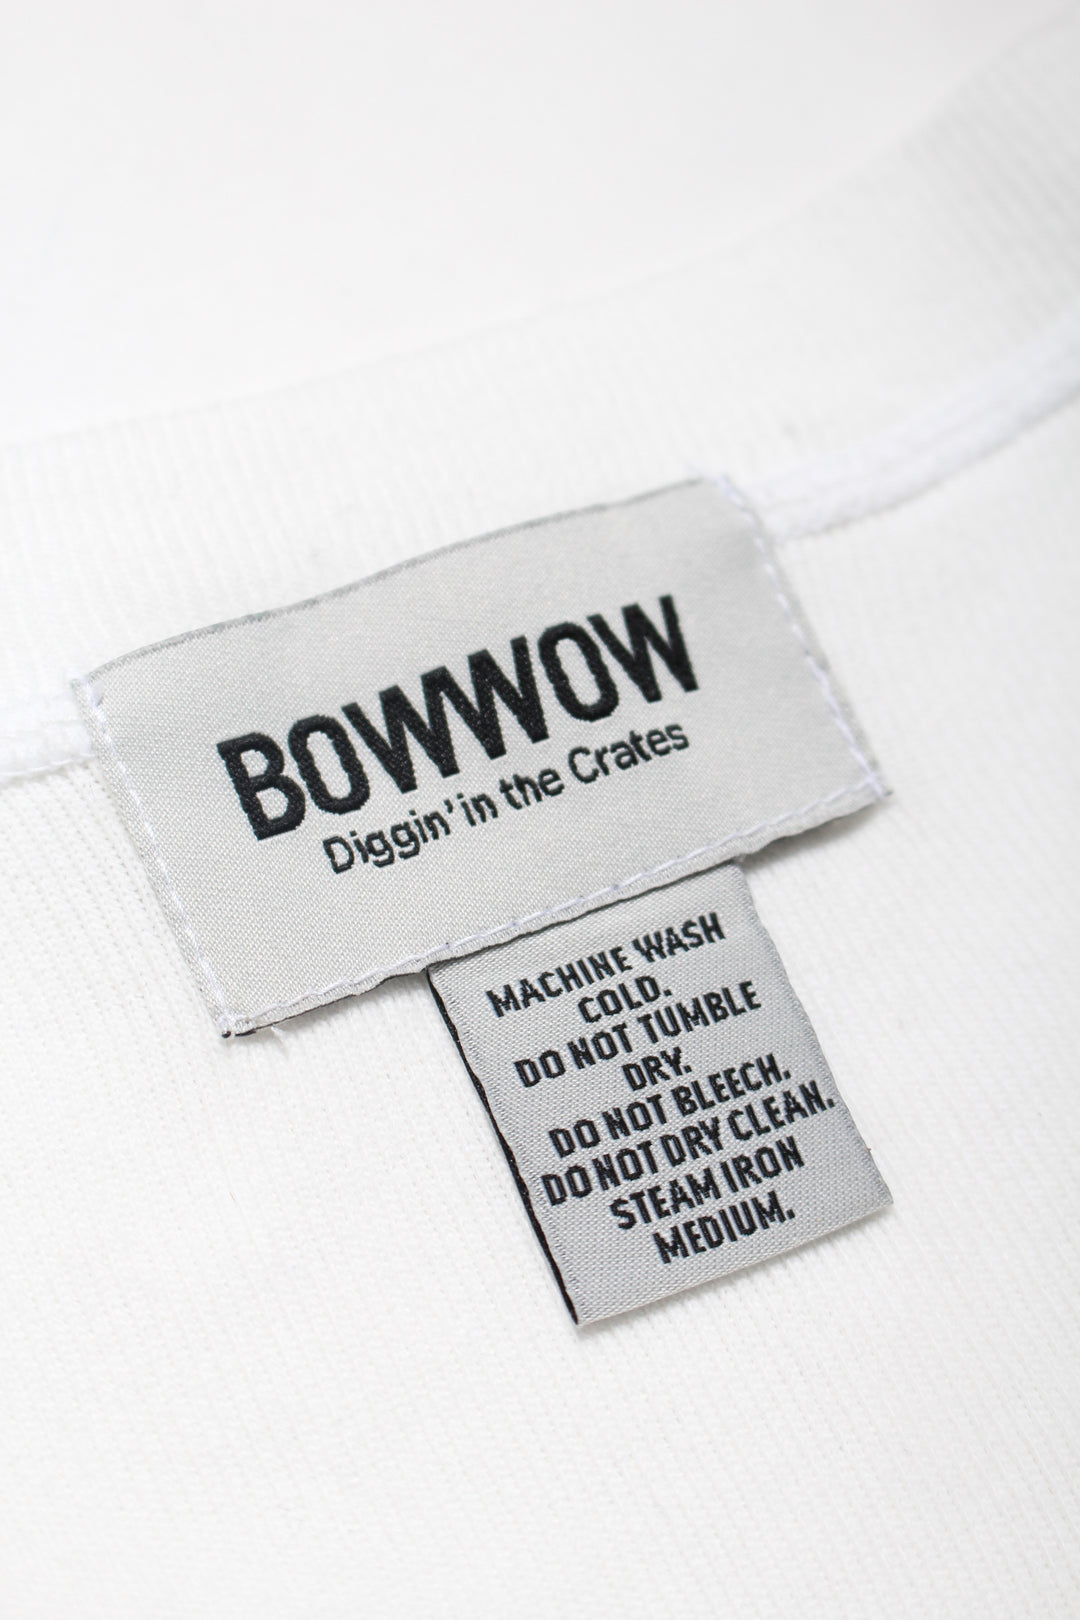 BOWWOW
Diggin' in the Crates
MACHINE WASH
COLD.
DO NOT TUMBLE
DRY.
DO NOT BLEECH.
DO NOT DRY CLEAN.
STEAM IRON
MEDIUM.